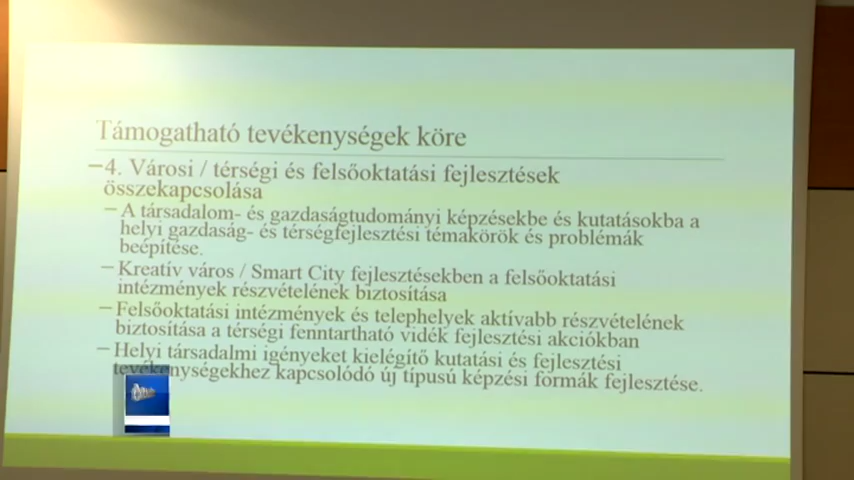 Támogatható tevékenységek köre
–4. Városi / térségi és felsőoktatási fejlesztések
összekapcsolása
– A társadalom- és gazdaságtudományi képzésekbe és kutatásokba a
helyi gazdaság- és térségfejlesztési témakörök és problémák
beépítése.
– Kreatív város / Smart City fejlesztésekben a felsőoktatási
intézmények részvételének biztosítása
– Felsőoktatási intézmények és telephelyek aktívabb részvételének
biztosítása a térségi fenntartható vidék fejlesztési akciókban
– Helyi társadalmi igényeket kielégítő kutatási és fejlesztési
tevékenységekhez kapcsolódó új típusú képzési formák fejlesztése.